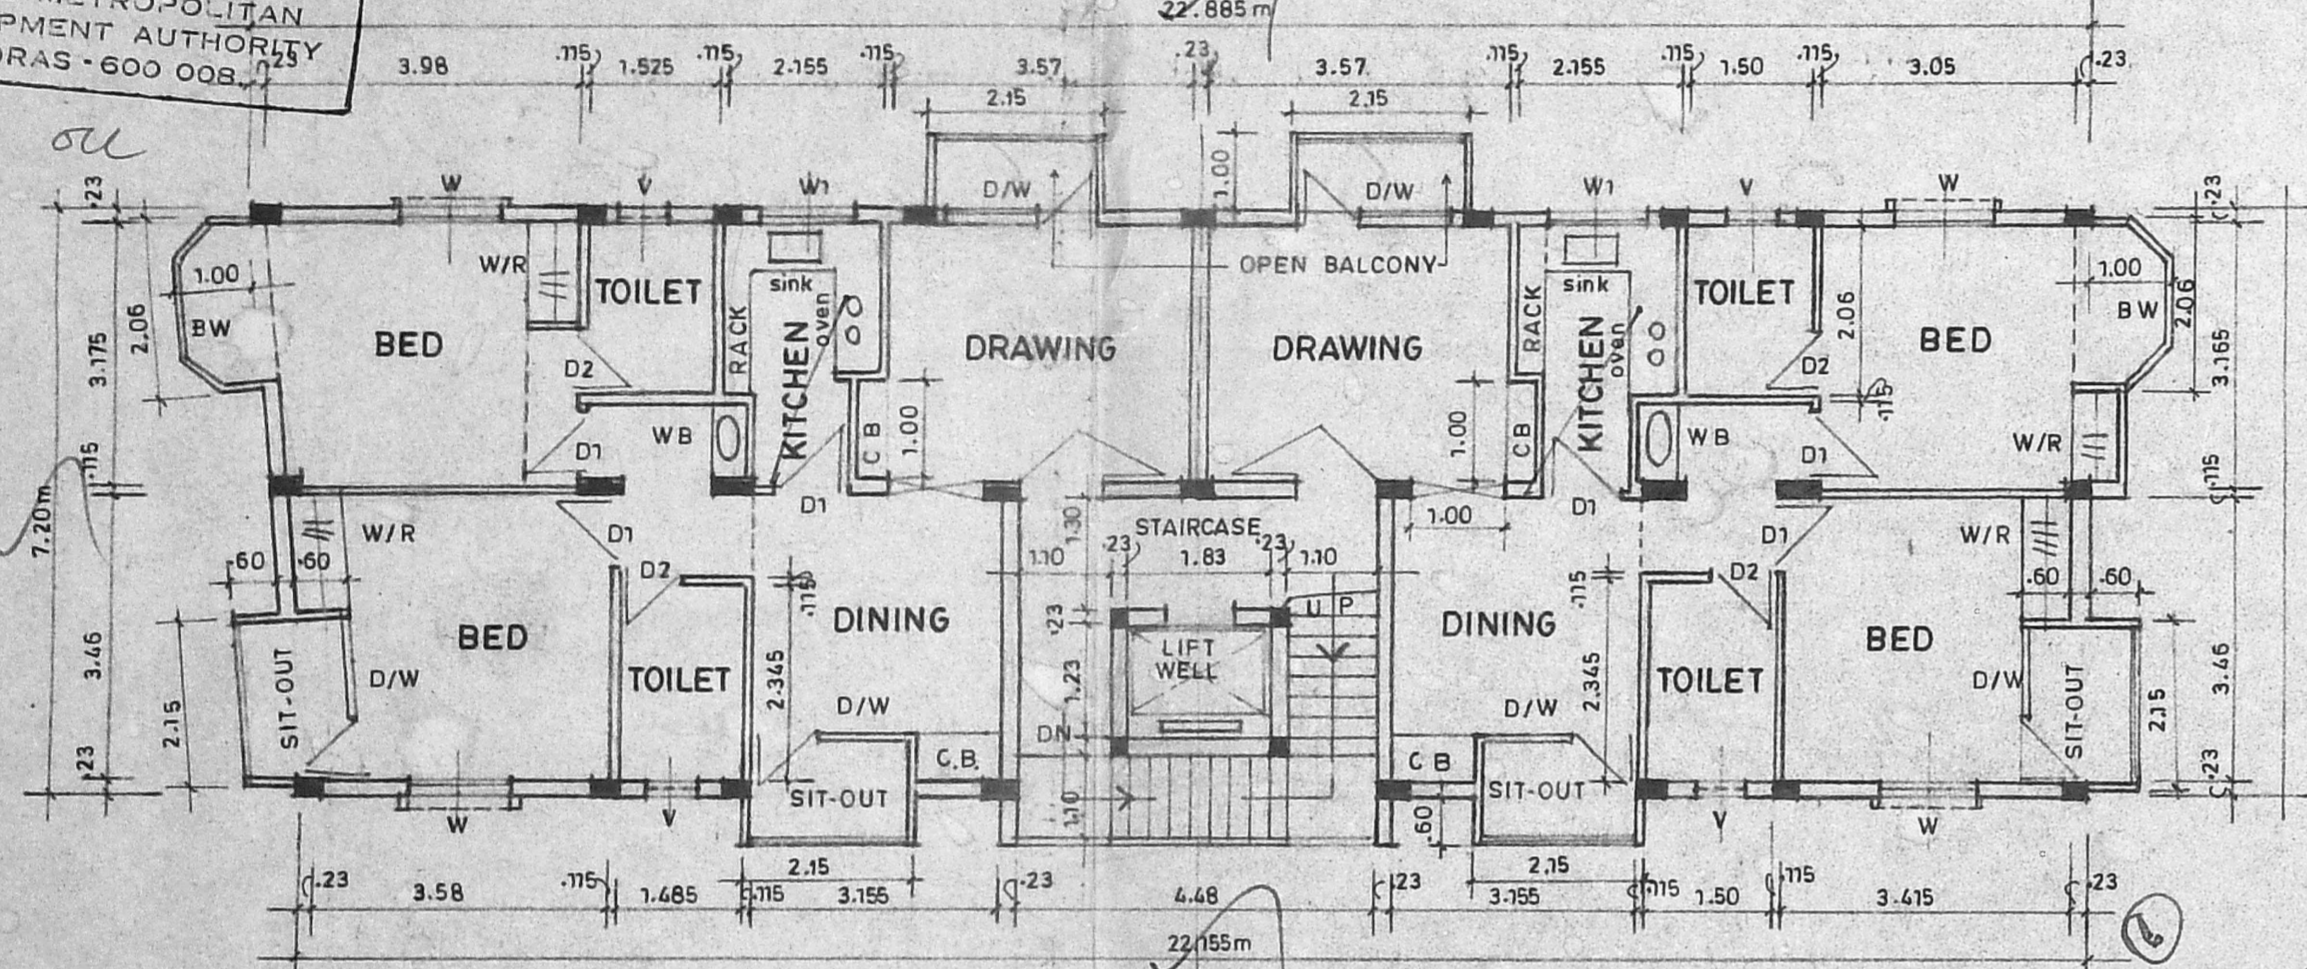 METROPOLITAN
PMENT AUTHORITY
RAS - 600 008.
22.885 m
.23 3.98 .115 1.525 .115 2.155 .115 3.57 .23 3.57 .115 2.155 .115 1.50 .115 3.05 .23
2.15 2.15
1.00
.23 W V W1 D/W D/W W1 V W .23
W/R OPEN BALCONY
1.00 TOILET sink sink TOILET 1.00
BW 2.06 BED RACK KITCHEN oven DRAWING DRAWING RACK KITCHEN oven 2.06 BED BW 2.06
3.175 D2 D2 3.165
.115
WB C B 1.00 1.00 C B WB W/R
D1 D1
.115 D1 D1 .115
7.20m
W/R D1 1.30 STAIRCASE 1.00 D1 W/R
.60 .60 D2 .115 1.10 .23 1.83 .23 1.10 .115 D2 .60 .60
DINING .23 UP DINING
3.46 BED LIFT BED 3.46
SIT-OUT D/W TOILET 2.345 1.23 WELL 2.345 TOILET D/W SIT-OUT
2.15 D/W DN D/W 2.15
.23 C.B. C B .23
SIT-OUT 1.10 SIT-OUT
W V .60 V W
2.15 2.15
.23 3.58 .115 1.485 .115 3.155 .23 4.48 .23 3.155 .115 1.50 .115 3.415 .23
22.155m